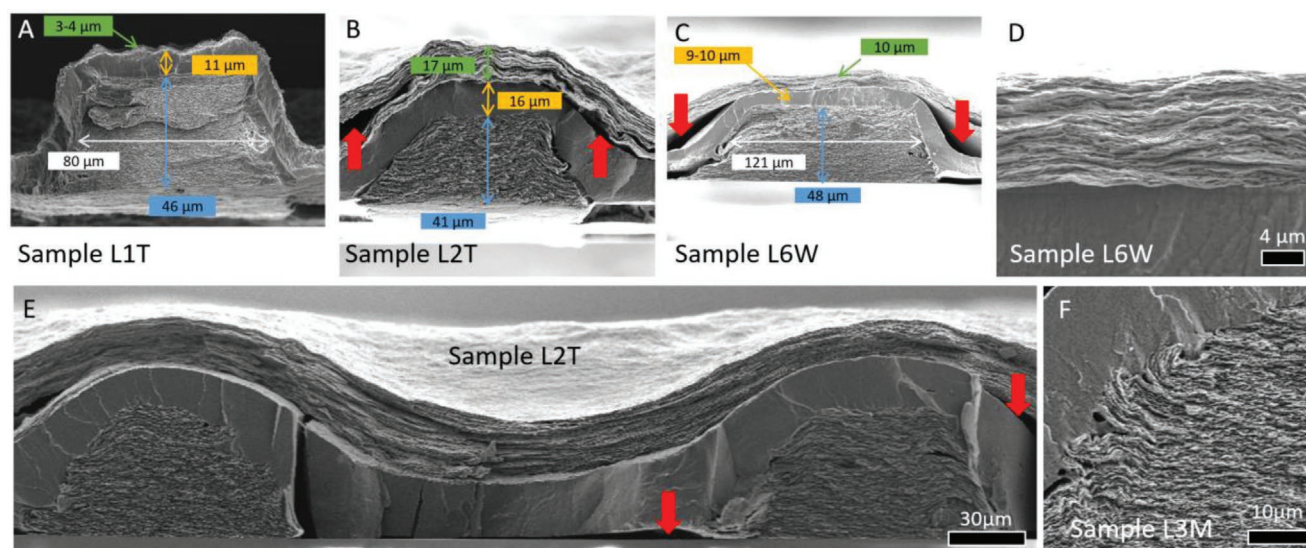 A
3-4 µm
11 µm
80 µm
46 µm
Sample L1T
B
17 µm
16 µm
41 µm
Sample L2T
C
9-10 µm
10 µm
121 µm
48 µm
Sample L6W
D
Sample L6W
4 µm
E
Sample L2T
30µm
F
Sample L3M
10µm